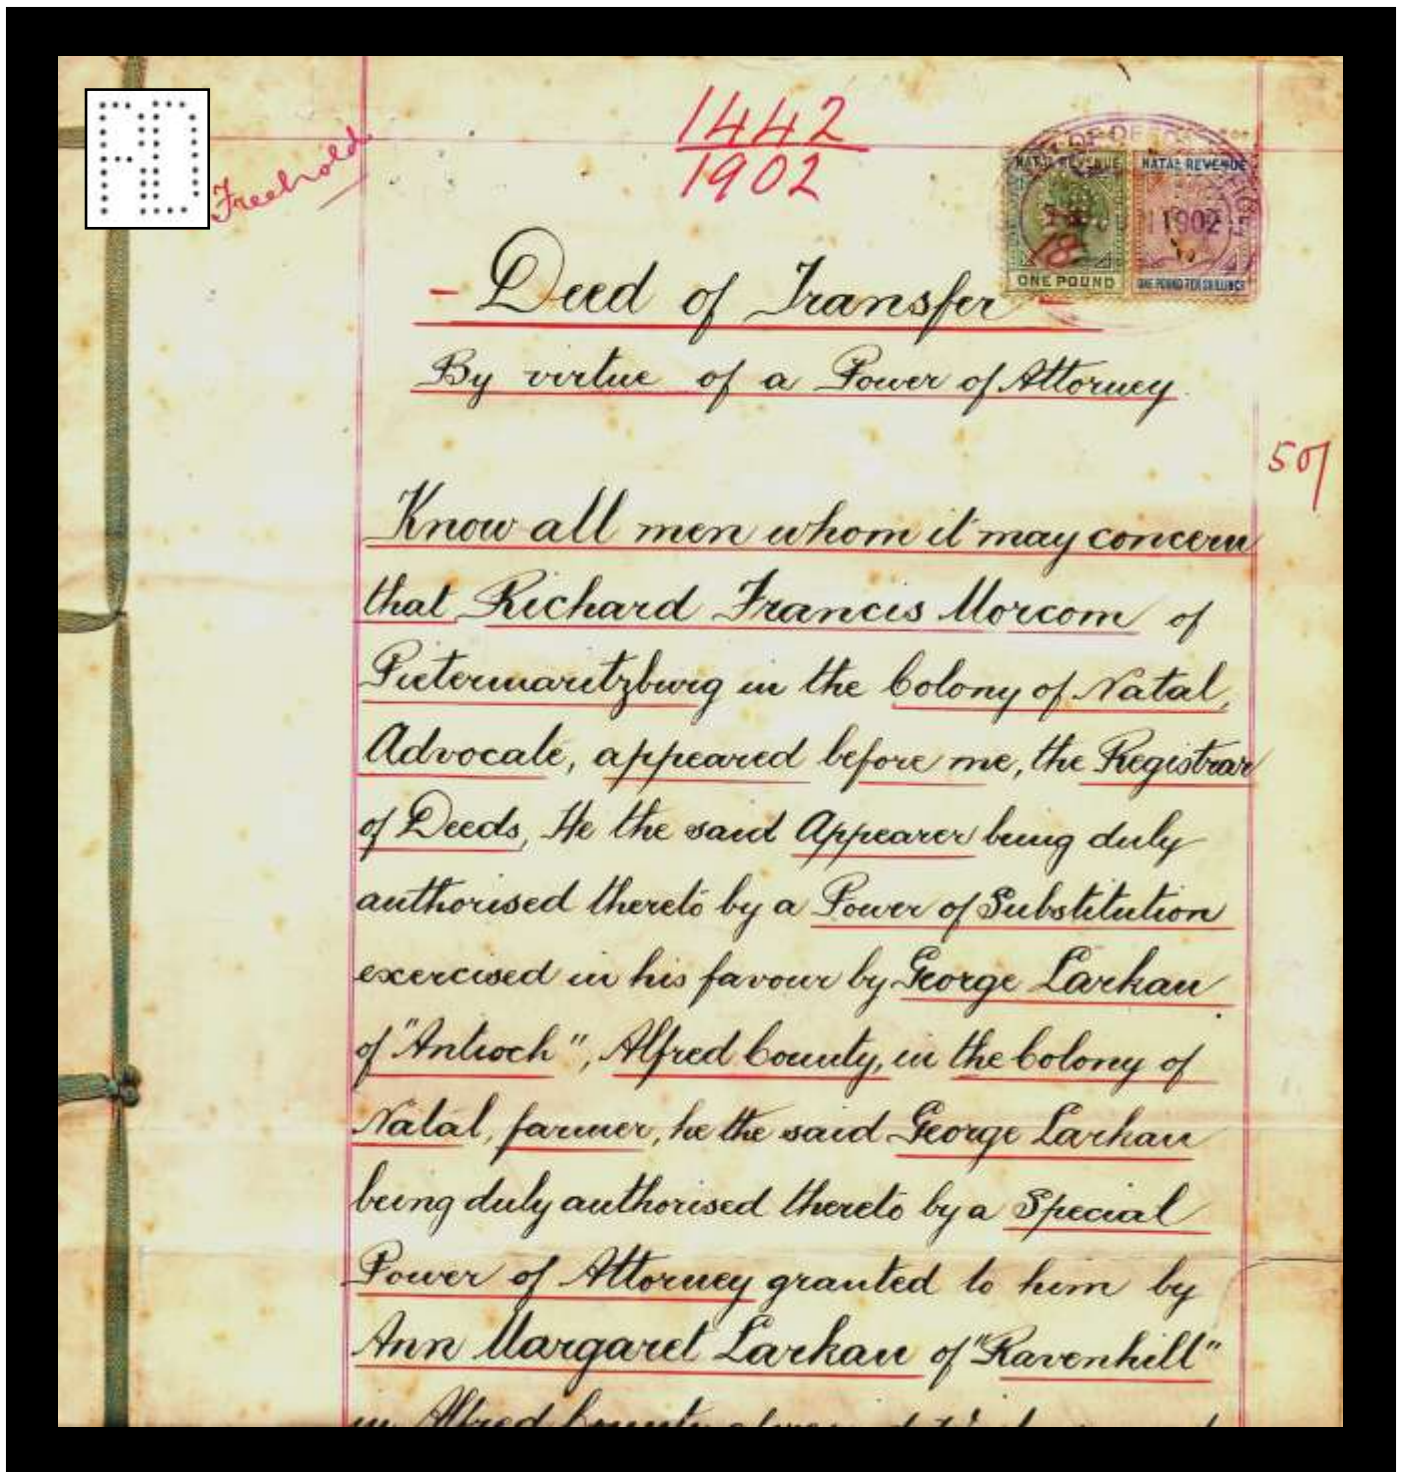 1442
1902
Freehold
NATAL REVENUE NATAL REVENUE
11902
18
ONE POUND ONE POUND TEN SHILLINGS
- Deed of Transfer -
By virtue of a Power of Attorney.
50/
Know all men whom it may concern
that Richard Francis Morcom of
Pietermaritzburg in the Colony of Natal,
Advocate, appeared before me, the Registrar
of Deeds, He the said Appearer being duly
authorised thereto by a Power of Substitution
exercised in his favour by George Larkan
of "Antioch", Alfred County, in the Colony of
Natal, farmer, he the said George Larkan
being duly authorised thereto by a Special
Power of Attorney granted to him by
Ann Margaret Larkan of "Ravenhill"
in Alfred County